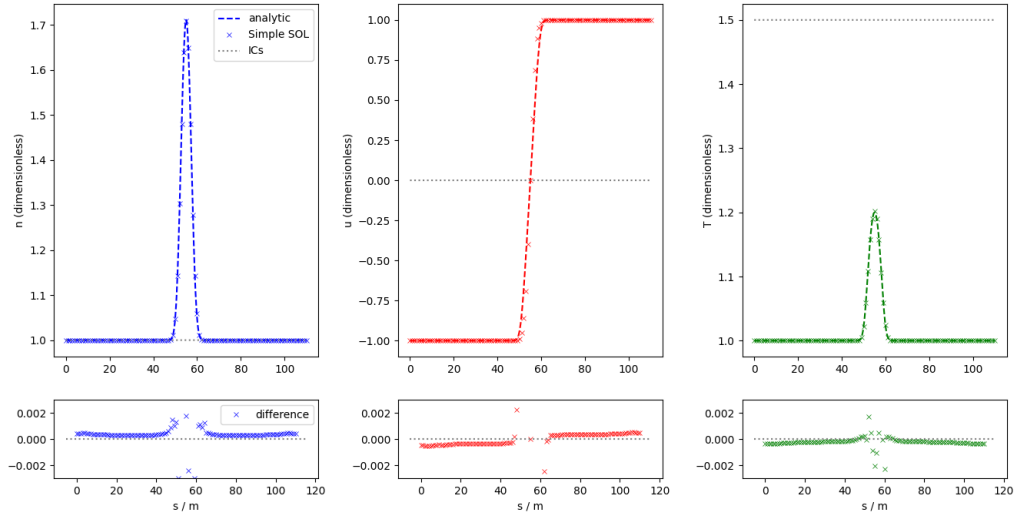 1.7
1.6
1.5
1.4
1.3
1.2
1.1
1.0
n (dimensionless)
analytic
Simple SOL
ICs
0 20 40 60 80 100
1.00
0.75
0.50
0.25
0.00
−0.25
−0.50
−0.75
−1.00
u (dimensionless)
0 20 40 60 80 100
1.5
1.4
1.3
1.2
1.1
1.0
T (dimensionless)
0 20 40 60 80 100
0.002
0.000
−0.002
difference
0 20 40 60 80 100 120
s / m
0.002
0.000
−0.002
0 20 40 60 80 100 120
s / m
0.002
0.000
−0.002
0 20 40 60 80 100 120
s / m